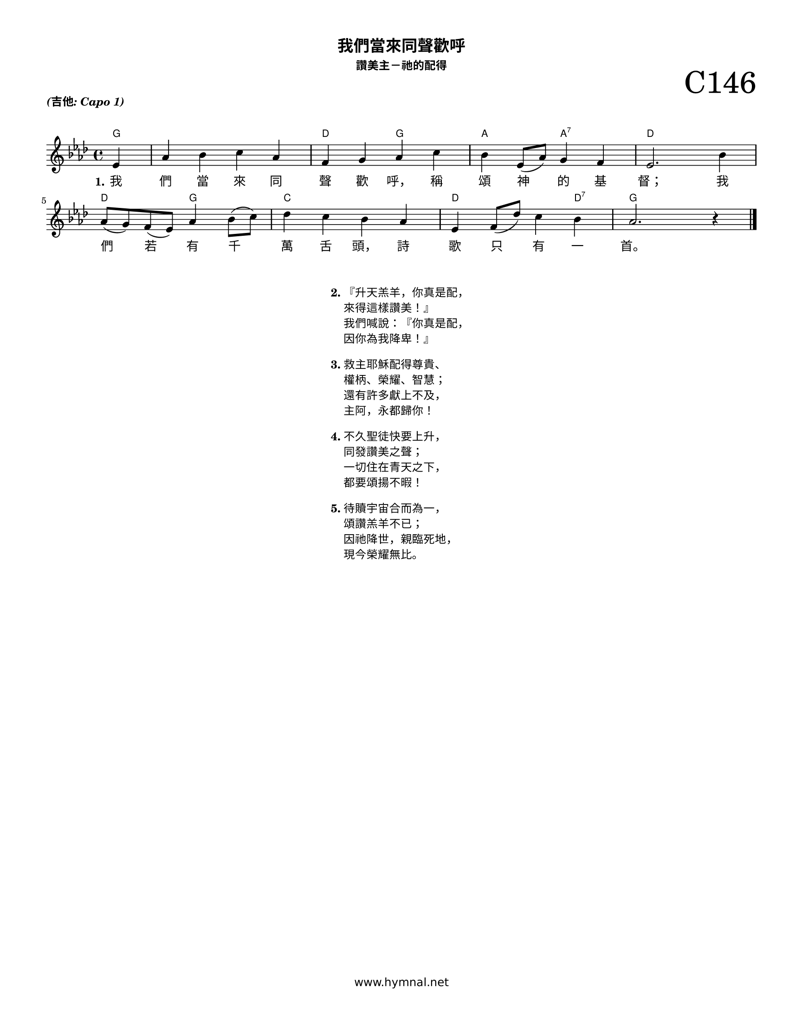 我們當來同聲歡呼
讚美主－祂的配得
C146
(吉他: Capo 1)
G D G A A7 D
1. 我 們 當 來 同 聲 歡 呼， 稱 頌 神 的 基 督； 我
5 D G C D D7 G
們 若 有 千 萬 舌 頭， 詩 歌 只 有 一 首。
2. 『升天羔羊，你真是配，
來得這樣讚美！』
我們喊說：『你真是配，
因你為我降卑！』
3. 救主耶穌配得尊貴、
權柄、榮耀、智慧；
還有許多獻上不及，
主阿，永都歸你！
4. 不久聖徒快要上升，
同發讚美之聲；
一切住在青天之下，
都要頌揚不暇！
5. 待贖宇宙合而為一，
頌讚羔羊不已；
因祂降世，親臨死地，
現今榮耀無比。
www.hymnal.net